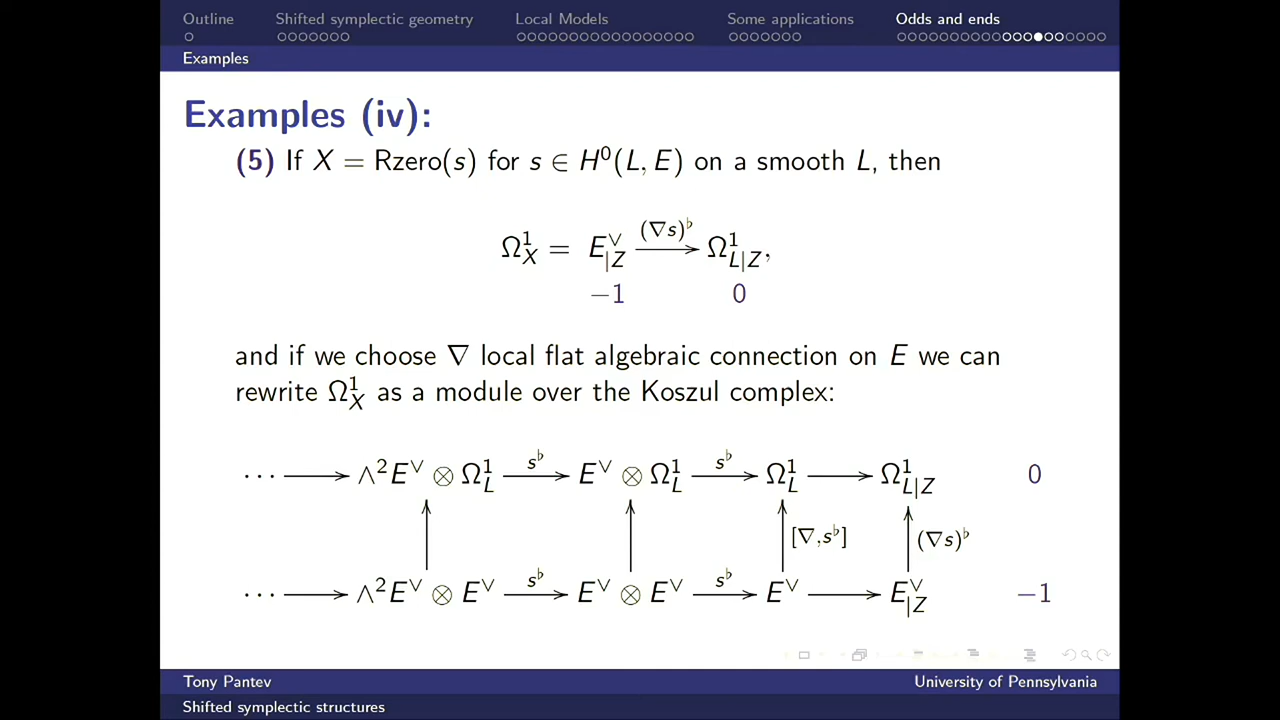 Outline Shifted symplectic geometry Local Models Some applications Odds and ends
Examples
Examples (iv):
(5) If X = Rzero(s) for s ∈ H⁰(L, E) on a smooth L, then
Ω¹_X = E^∨_{|Z} —(∇s)^♭→ Ω¹_{L|Z},
−1 0
and if we choose ∇ local flat algebraic connection on E we can
rewrite Ω¹_X as a module over the Koszul complex:
⋯ → ∧²E^∨ ⊗ Ω¹_L —s^♭→ E^∨ ⊗ Ω¹_L —s^♭→ Ω¹_L → Ω¹_{L|Z} 0
[∇,s^♭] (∇s)^♭
⋯ → ∧²E^∨ ⊗ E^∨ —s^♭→ E^∨ ⊗ E^∨ —s^♭→ E^∨ → E^∨_{|Z} −1
Tony Pantev University of Pennsylvania
Shifted symplectic structures